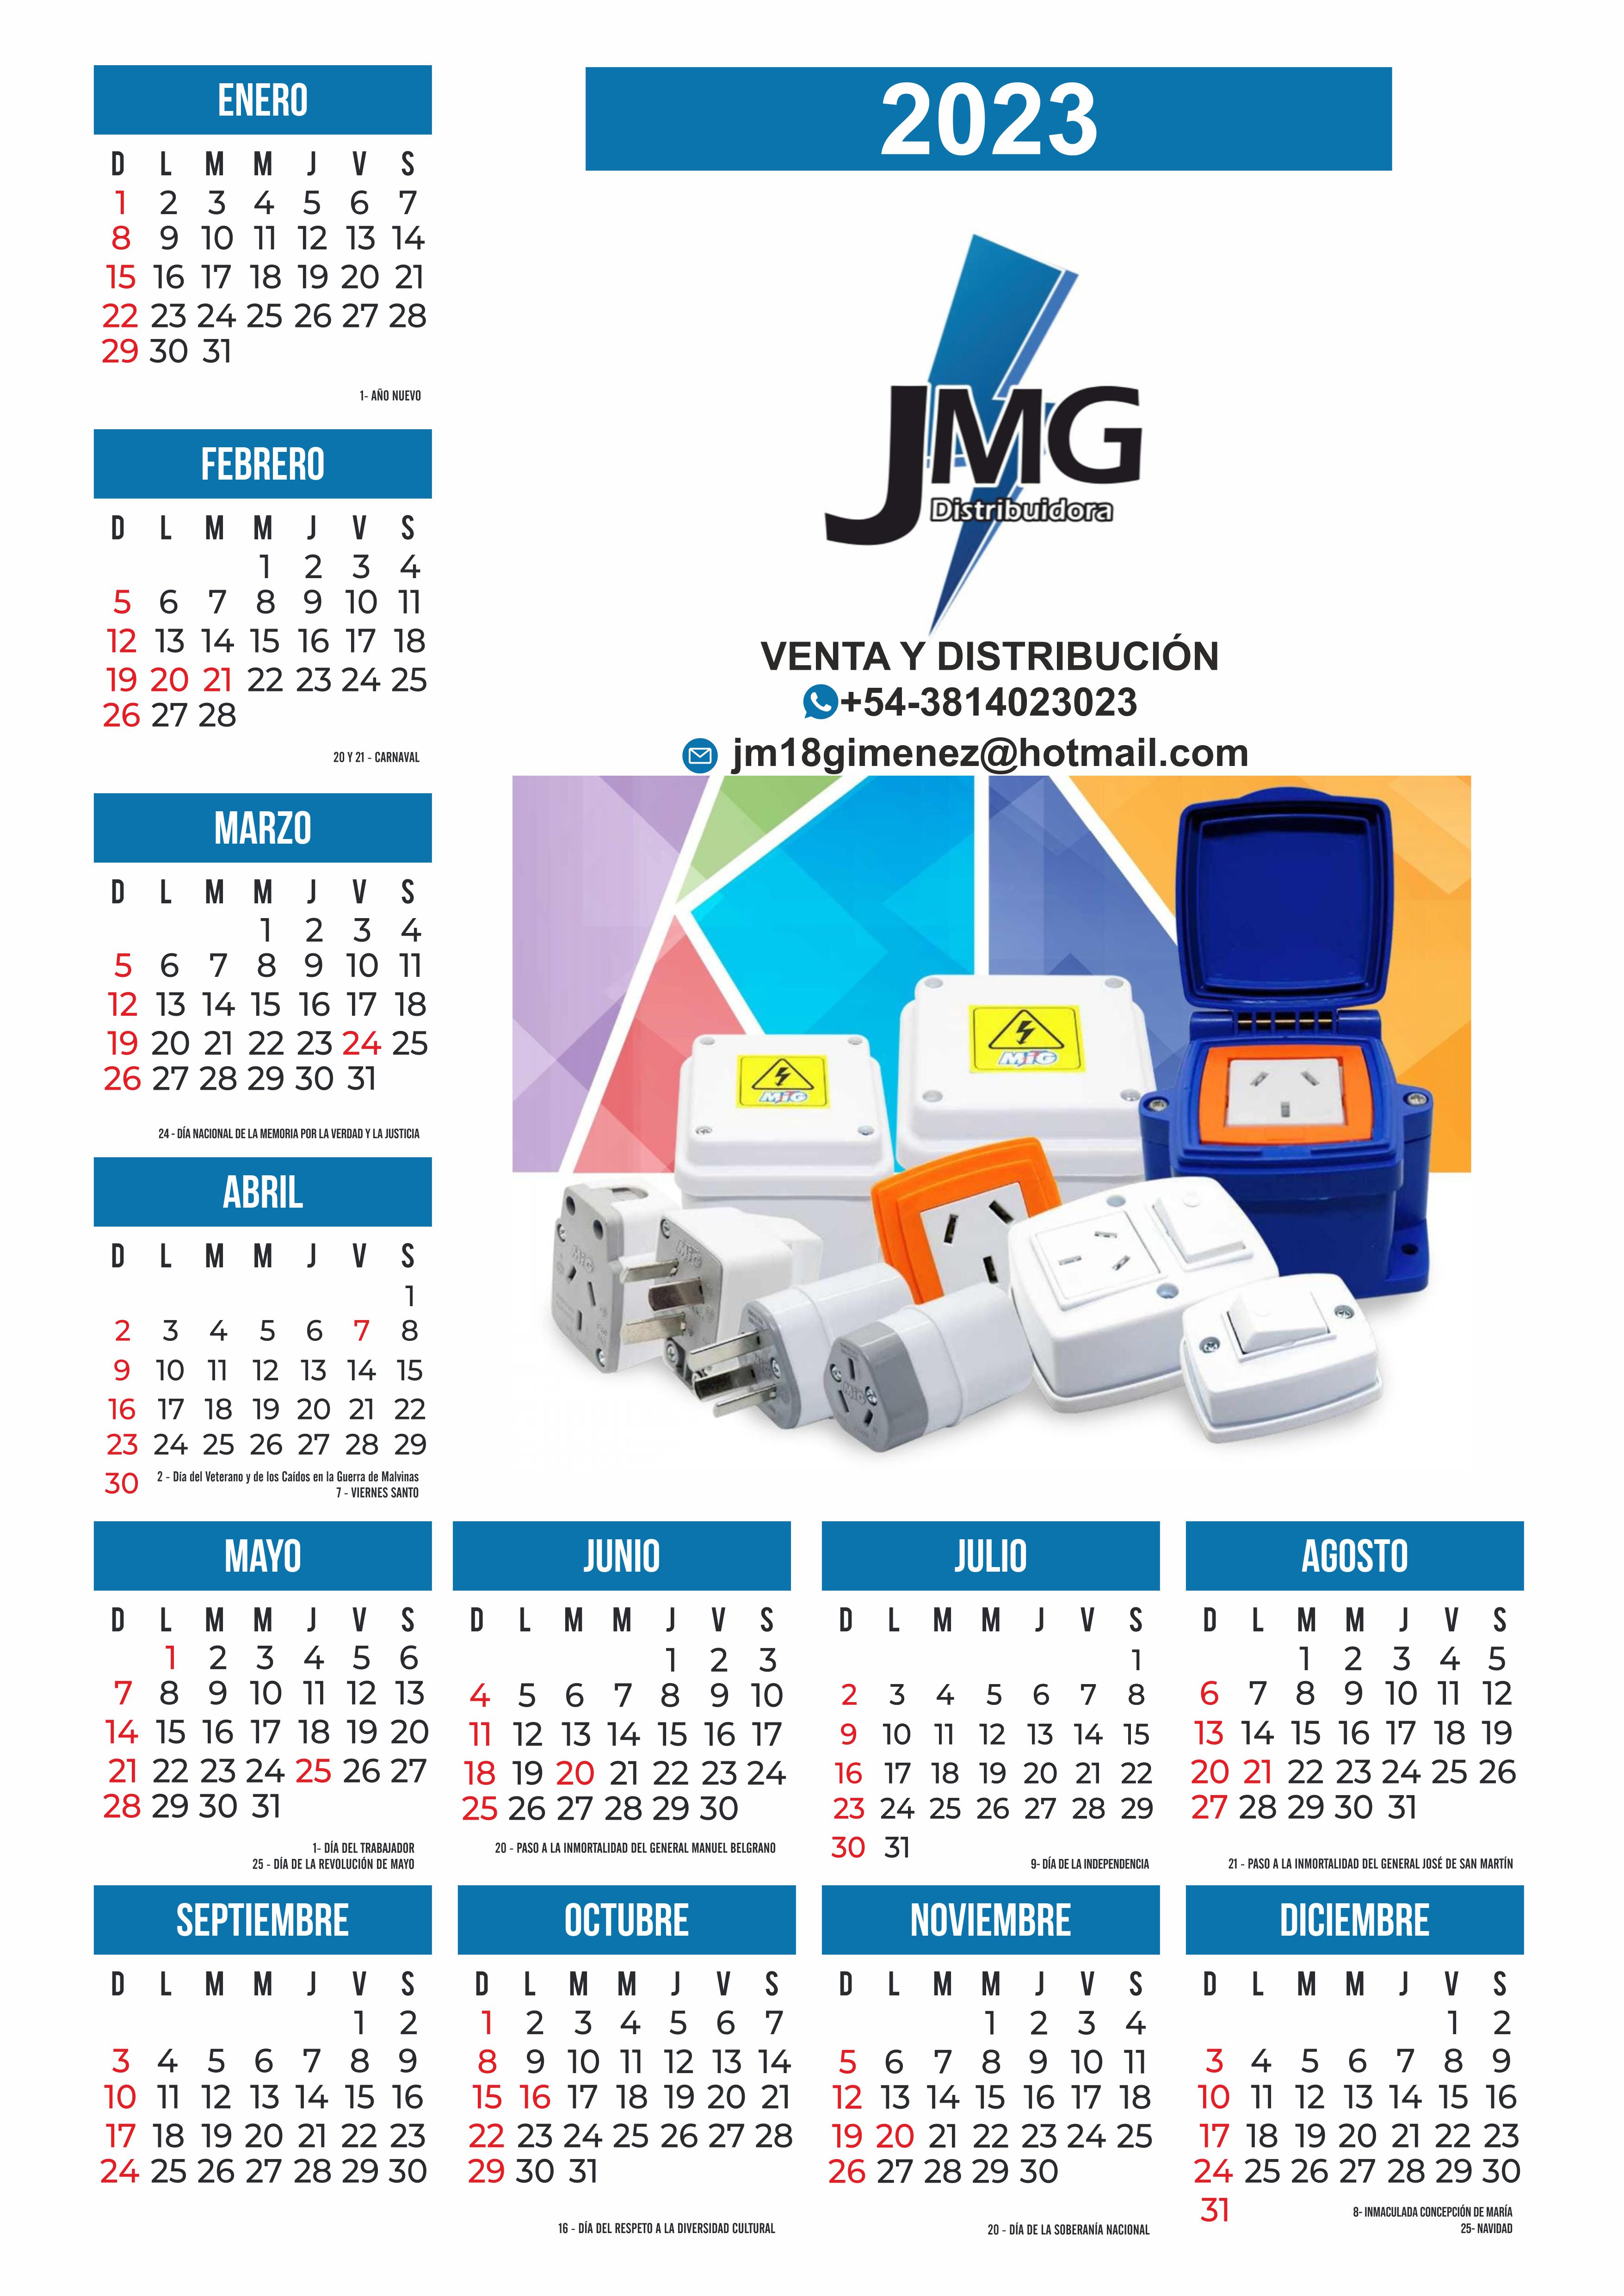 2023
JMG
Distribuidora
VENTA Y DISTRIBUCIÓN
+54-3814023023
jm18gimenez@hotmail.com
MiG
MiG
MiG
MiG
ENERO
D L M M J V S
1 2 3 4 5 6 7
8 9 10 11 12 13 14
15 16 17 18 19 20 21
22 23 24 25 26 27 28
29 30 31
1- AÑO NUEVO
FEBRERO
D L M M J V S
1 2 3 4
5 6 7 8 9 10 11
12 13 14 15 16 17 18
19 20 21 22 23 24 25
26 27 28
20 Y 21 - CARNAVAL
MARZO
D L M M J V S
1 2 3 4
5 6 7 8 9 10 11
12 13 14 15 16 17 18
19 20 21 22 23 24 25
26 27 28 29 30 31
24 - DÍA NACIONAL DE LA MEMORIA POR LA VERDAD Y LA JUSTICIA
ABRIL
D L M M J V S
1
2 3 4 5 6 7 8
9 10 11 12 13 14 15
16 17 18 19 20 21 22
23 24 25 26 27 28 29
30
2 - Día del Veterano y de los Caídos en la Guerra de Malvinas
7 - VIERNES SANTO
MAYO
D L M M J V S
1 2 3 4 5 6
7 8 9 10 11 12 13
14 15 16 17 18 19 20
21 22 23 24 25 26 27
28 29 30 31
1- DÍA DEL TRABAJADOR
25 - DÍA DE LA REVOLUCIÓN DE MAYO
JUNIO
D L M M J V S
1 2 3
4 5 6 7 8 9 10
11 12 13 14 15 16 17
18 19 20 21 22 23 24
25 26 27 28 29 30
20 - PASO A LA INMORTALIDAD DEL GENERAL MANUEL BELGRANO
JULIO
D L M M J V S
1
2 3 4 5 6 7 8
9 10 11 12 13 14 15
16 17 18 19 20 21 22
23 24 25 26 27 28 29
30 31
9- DÍA DE LA INDEPENDENCIA
AGOSTO
D L M M J V S
1 2 3 4 5
6 7 8 9 10 11 12
13 14 15 16 17 18 19
20 21 22 23 24 25 26
27 28 29 30 31
21 - PASO A LA INMORTALIDAD DEL GENERAL JOSÉ DE SAN MARTÍN
SEPTIEMBRE
D L M M J V S
1 2
3 4 5 6 7 8 9
10 11 12 13 14 15 16
17 18 19 20 21 22 23
24 25 26 27 28 29 30
OCTUBRE
D L M M J V S
1 2 3 4 5 6 7
8 9 10 11 12 13 14
15 16 17 18 19 20 21
22 23 24 25 26 27 28
29 30 31
16 - DÍA DEL RESPETO A LA DIVERSIDAD CULTURAL
NOVIEMBRE
D L M M J V S
1 2 3 4
5 6 7 8 9 10 11
12 13 14 15 16 17 18
19 20 21 22 23 24 25
26 27 28 29 30
20 - DÍA DE LA SOBERANÍA NACIONAL
DICIEMBRE
D L M M J V S
1 2
3 4 5 6 7 8 9
10 11 12 13 14 15 16
17 18 19 20 21 22 23
24 25 26 27 28 29 30
31
8- INMACULADA CONCEPCIÓN DE MARÍA
25- NAVIDAD